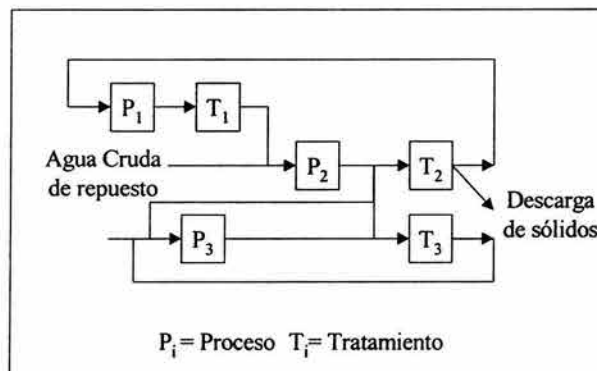 P1
T1
Agua Cruda
de repuesto
P2
T2
Descarga
de sólidos
P3
T3
Pi = Proceso Ti= Tratamiento